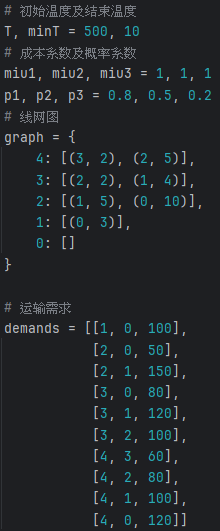 # 初始温度及结束温度
T, minT = 500, 10
# 成本系数及概率系数
miu1, miu2, miu3 = 1, 1, 1
p1, p2, p3 = 0.8, 0.5, 0.2
# 线网图
graph = {
    4: [(3, 2), (2, 5)],
    3: [(2, 2), (1, 4)],
    2: [(1, 5), (0, 10)],
    1: [(0, 3)],
    0: []
}

# 运输需求
demands = [[1, 0, 100],
           [2, 0, 50],
           [2, 1, 150],
           [3, 0, 80],
           [3, 1, 120],
           [3, 2, 100],
           [4, 3, 60],
           [4, 2, 80],
           [4, 1, 100],
           [4, 0, 120]]